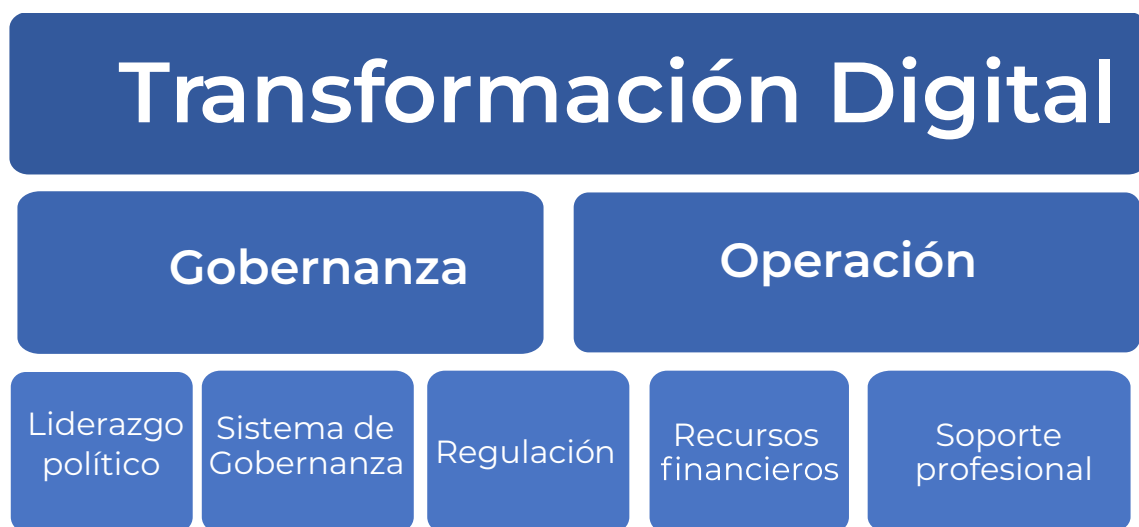 Transformación Digital
Gobernanza
Operación
Liderazgo
político
Sistema de
Gobernanza
Regulación
Recursos
financieros
Soporte
profesional